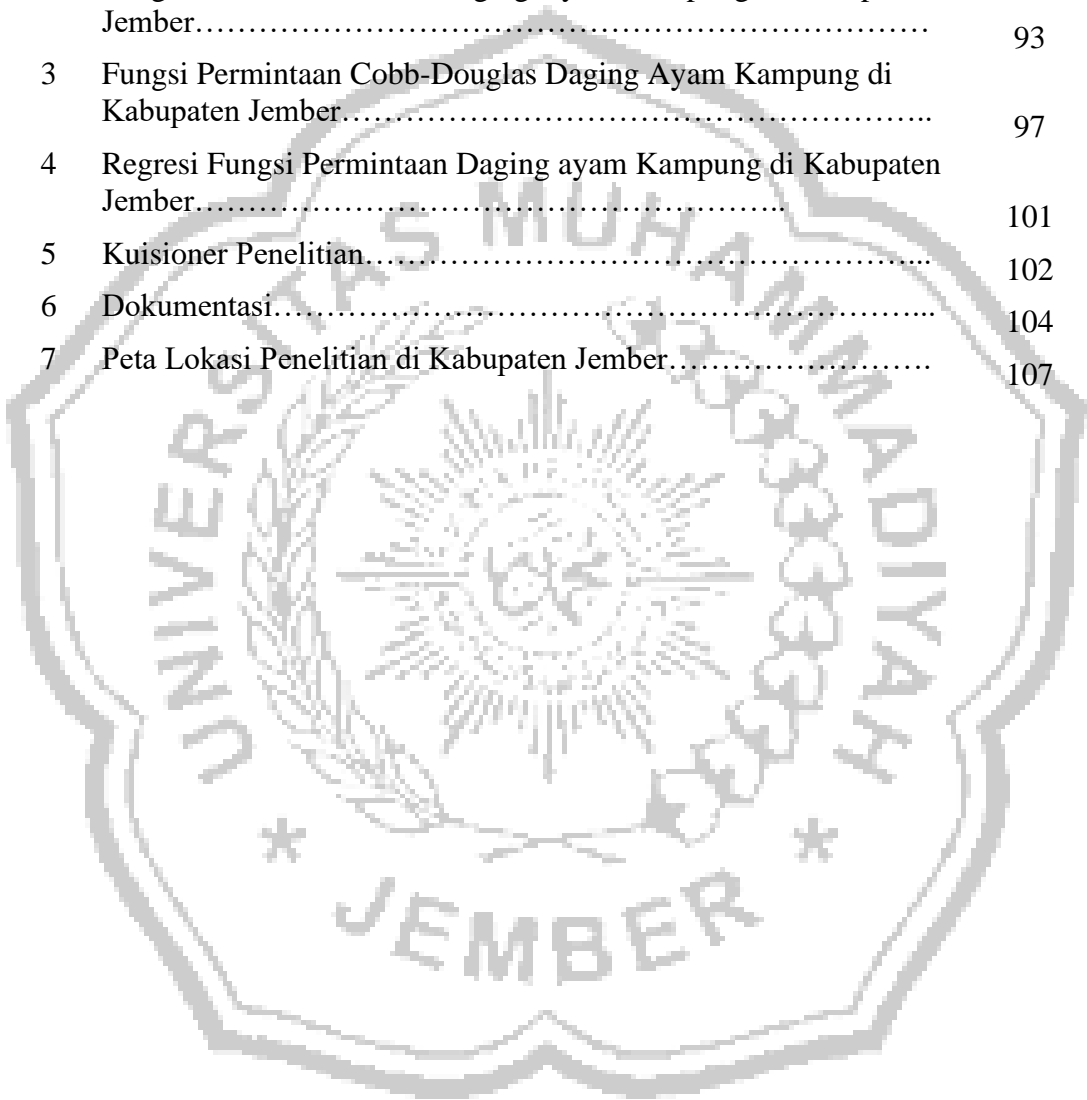 Jember……………………………………………………………… 93
3 Fungsi Permintaan Cobb-Douglas Daging Ayam Kampung di
Kabupaten Jember……………………………………………….. 97
4 Regresi Fungsi Permintaan Daging ayam Kampung di Kabupaten
Jember……………………………………………….. 101
5 Kuisioner Penelitian……………………………………………... 102
6 Dokumentasi……………………………………………………... 104
7 Peta Lokasi Penelitian di Kabupaten Jember……………………. 107
UNIVERSITAS MUHAMMADIYAH
* JEMBER *